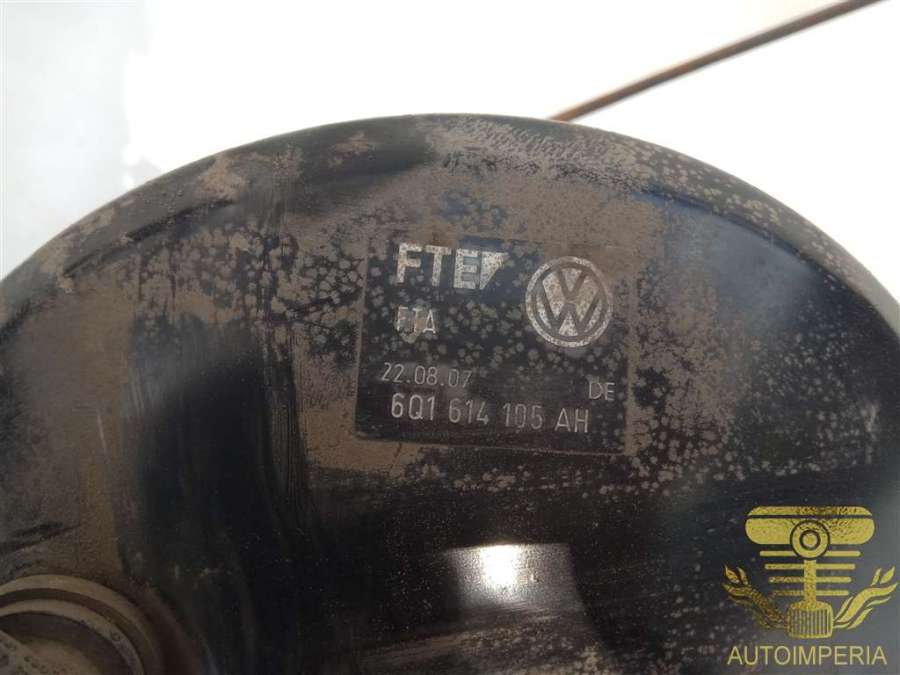 FTE
FTA
22.08.07 DE
6Q1 614 105 AH
AUTOIMPERIA